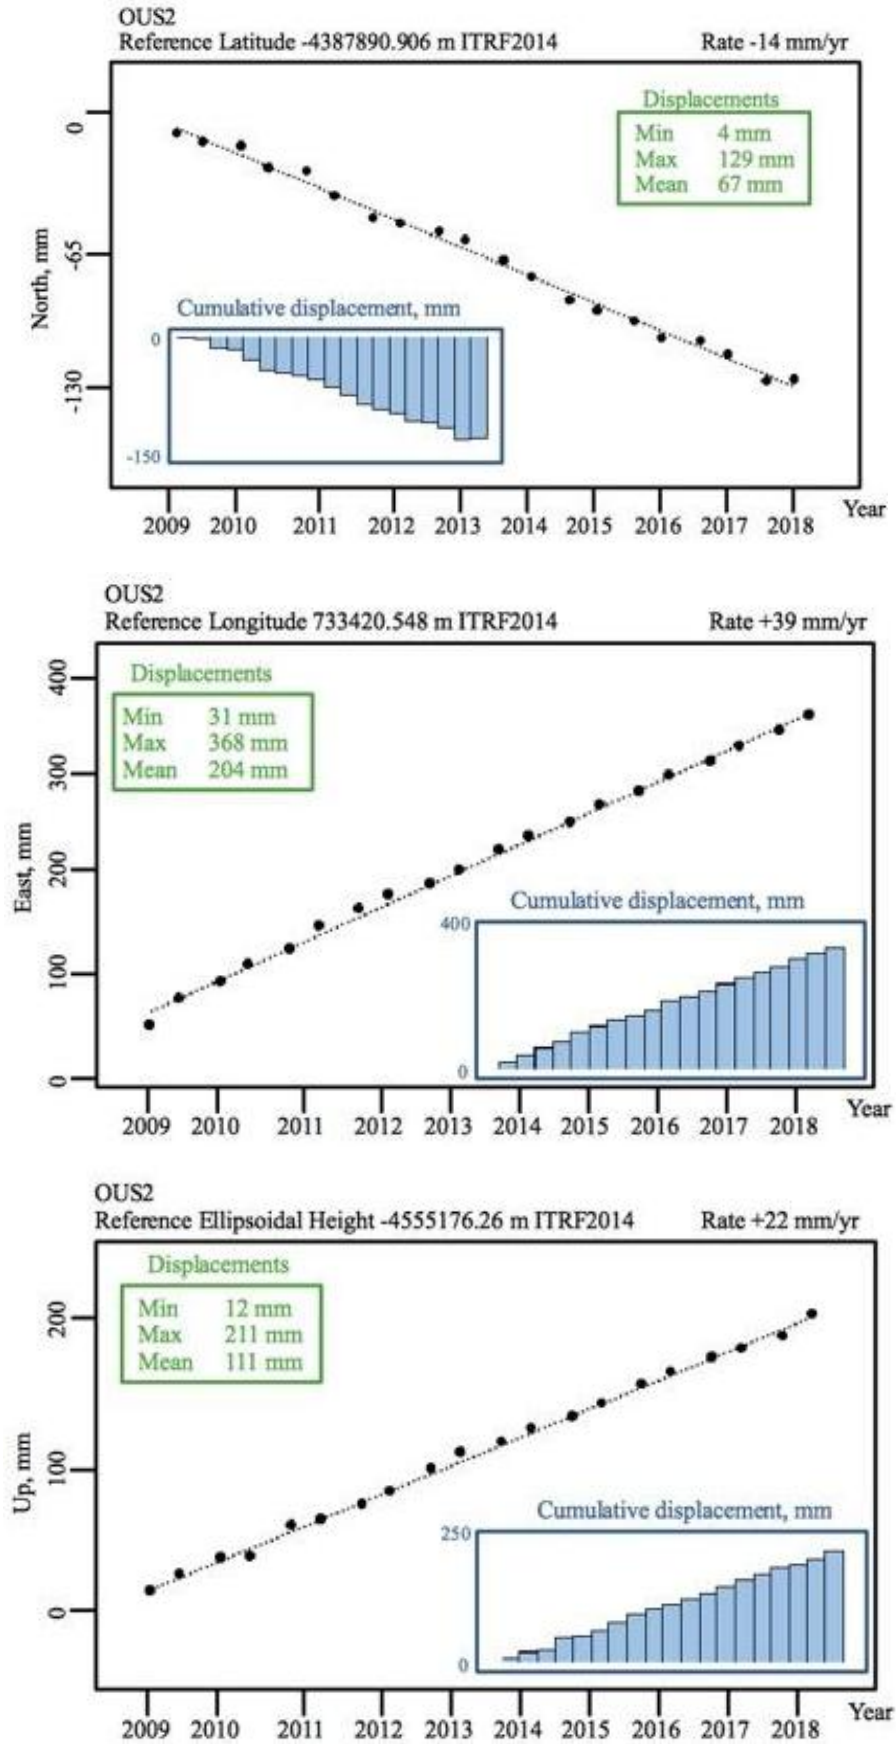 OUS2
Reference Latitude -4387890.906 m ITRF2014 Rate -14 mm/yr
Displacements
Min 4 mm
Max 129 mm
Mean 67 mm
0
-65
-130
North, mm
Cumulative displacement, mm
0
-150
2009 2010 2011 2012 2013 2014 2015 2016 2017 2018 Year
OUS2
Reference Longitude 733420.548 m ITRF2014 Rate +39 mm/yr
Displacements
Min 31 mm
Max 368 mm
Mean 204 mm
400
300
200
100
0
East, mm
Cumulative displacement, mm
400
0
2009 2010 2011 2012 2013 2014 2015 2016 2017 2018 Year
OUS2
Reference Ellipsoidal Height -4555176.26 m ITRF2014 Rate +22 mm/yr
Displacements
Min 12 mm
Max 211 mm
Mean 111 mm
200
100
0
Up, mm
Cumulative displacement, mm
250
0
2009 2010 2011 2012 2013 2014 2015 2016 2017 2018 Year